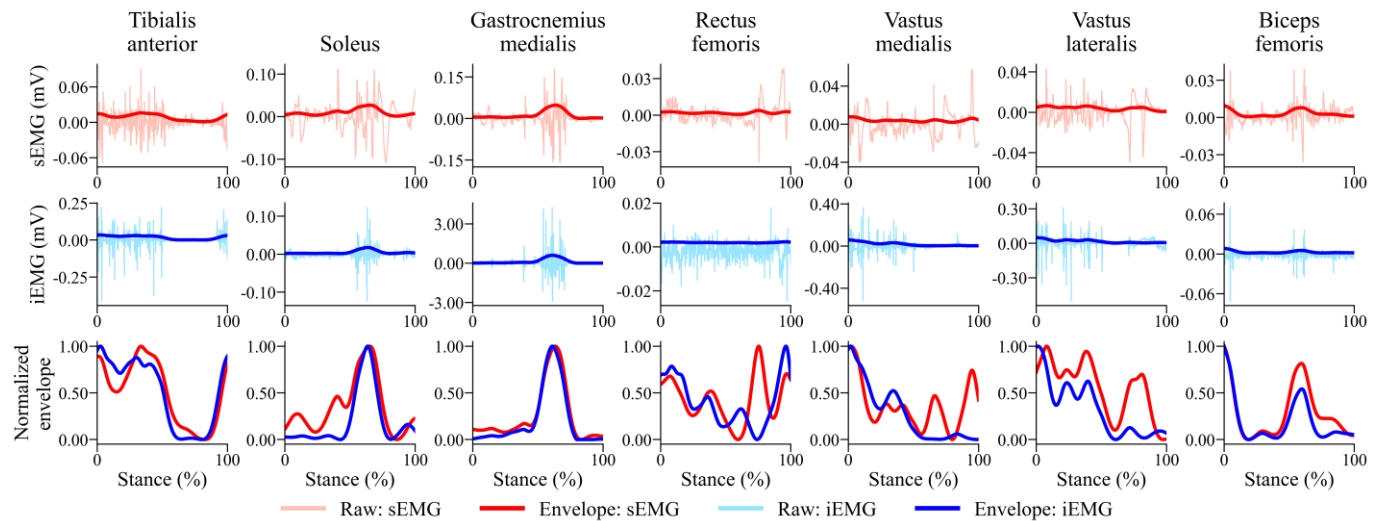 Tibialis anterior
Soleus
Gastrocnemius medialis
Rectus femoris
Vastus medialis
Vastus lateralis
Biceps femoris
sEMG (mV)
0.06 0.00 -0.06 0 100
0.10 0.00 -0.10 0 100
0.15 0.00 -0.15 0 100
0.03 0.00 -0.03 0 100
0.04 0.00 -0.04 0 100
0.04 0.00 -0.04 0 100
0.03 0.00 -0.03 0 100
iEMG (mV)
0.25 0.00 -0.25 0 100
0.10 0.00 -0.10 0 100
3.00 0.00 -3.00 0 100
0.02 0.00 -0.02 0 100
0.40 0.00 -0.40 0 100
0.30 0.00 -0.30 0 100
0.06 0.00 -0.06 0 100
Normalized envelope
1.00 0.50 0.00 0 100
1.00 0.50 0.00 0 100
1.00 0.50 0.00 0 100
1.00 0.50 0.00 0 100
1.00 0.50 0.00 0 100
1.00 0.50 0.00 0 100
1.00 0.50 0.00 0 100
Stance (%) Stance (%) Stance (%) Stance (%) Stance (%) Stance (%) Stance (%)
Raw: sEMG Envelope: sEMG Raw: iEMG Envelope: iEMG